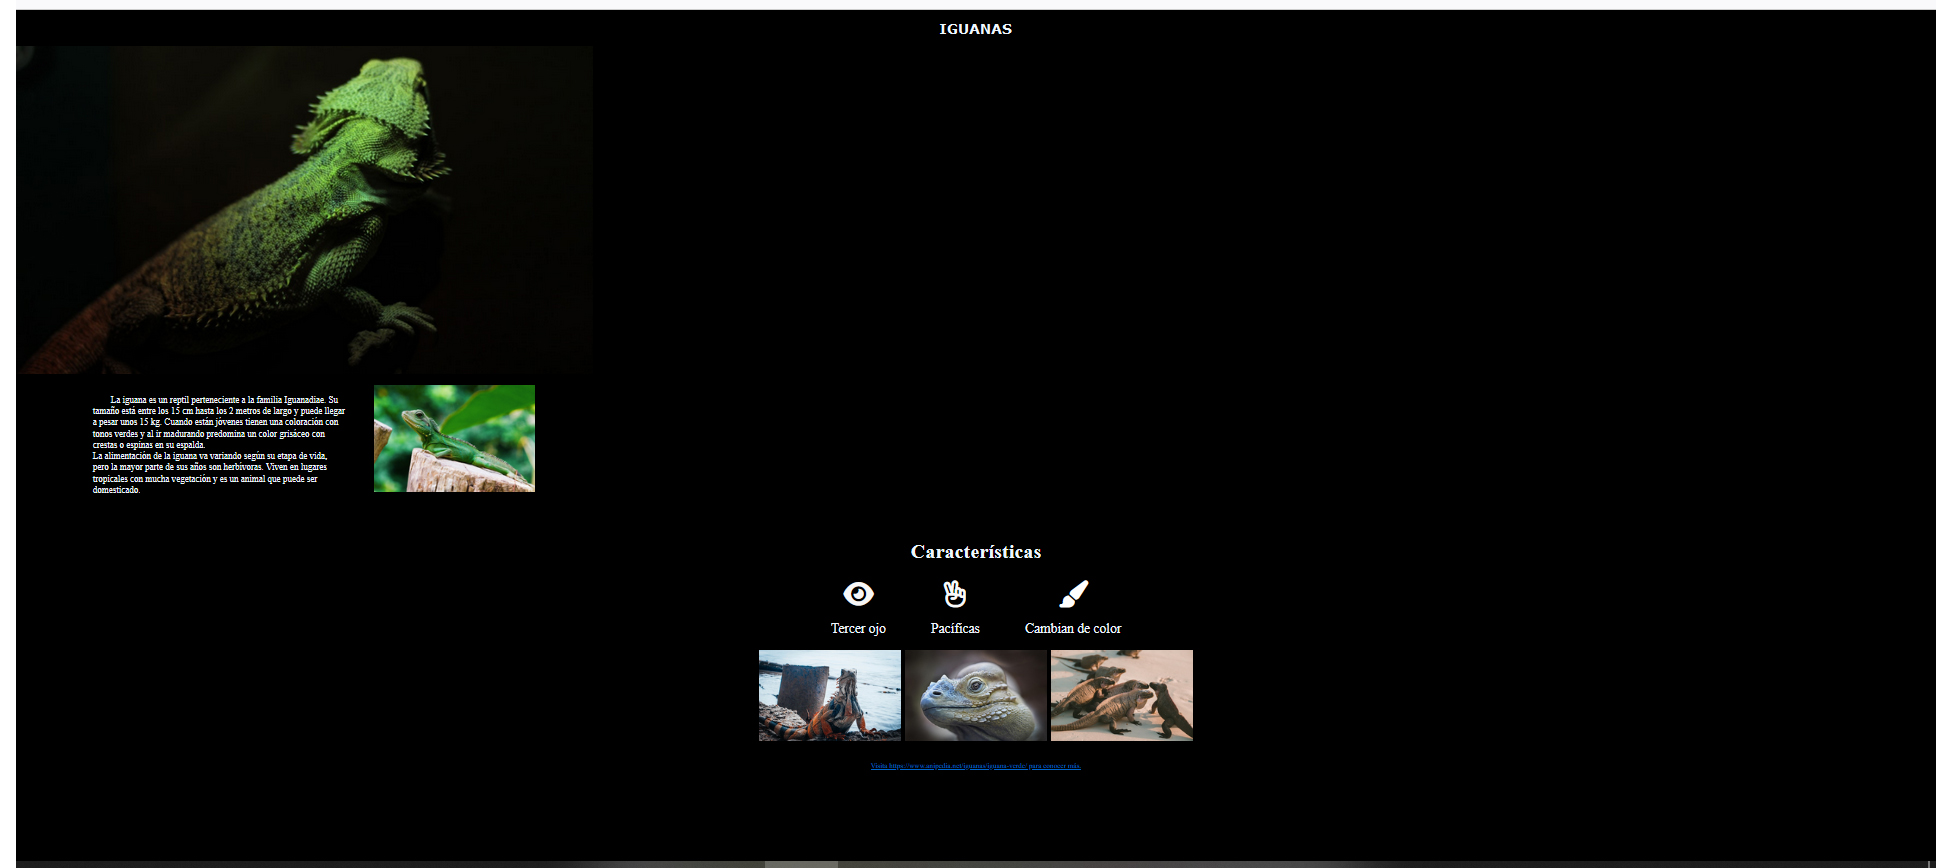 IGUANAS
La iguana es un reptil perteneciente a la familia Iguanadiae. Su
tamaño está entre los 15 cm hasta los 2 metros de largo y puede llegar
a pesar unos 15 kg. Cuando están jóvenes tienen una coloración con
tonos verdes y al ir madurando predomina un color grisáceo con
crestas o espinas en su espalda.
La alimentación de la iguana va variando según su etapa de vida,
pero la mayor parte de sus años son herbívoras. Viven en lugares
tropicales con mucha vegetación y es un animal que puede ser
domesticado.
Características
Tercer ojo Pacíficas Cambian de color
Visita https://www.anipedia.net/iguanas/iguana-verde/ para conocer más.